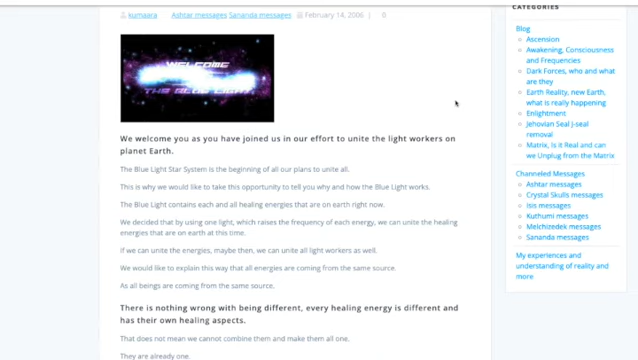 kumaara Ashtar messages Sananda messages February 14, 2006 | 0
WELCOME
THE BLUE LIGHT
We welcome you as you have joined us in our effort to unite the light workers on
planet Earth.
The Blue Light Star System is the beginning of all our plans to unite all.
This is why we would like to take this opportunity to tell you why and how the Blue Light works.
The Blue Light contains each and all healing energies that are on earth right now.
We decided that by using one light, which raises the frequency of each energy, we can unite the healing
energies that are on earth at this time.
If we can unite the energies, maybe then, we can unite all light workers as well.
We would like to explain this way that all energies are coming from the same source.
As all beings are coming from the same source.
There is nothing wrong with being different, every healing energy is different and
has their own healing aspects.
That does not mean we cannot combine them and make them all one.
They are already one.
CATEGORIES
Blog
Ascension
Awakening, Consciousness
and Frequencies
Dark Forces, who and what
are they
Earth Reality, new Earth,
what is really happening
Enlightment
Jehovian Seal J-seal
removal
Matrix, Is it Real and can
we Unplug from the Matrix
Channeled Messages
Ashtar messages
Crystal Skulls messages
Isis messages
Kuthumi messages
Melchizedek messages
Sananda messages
My experiences and
understanding of reality and
more